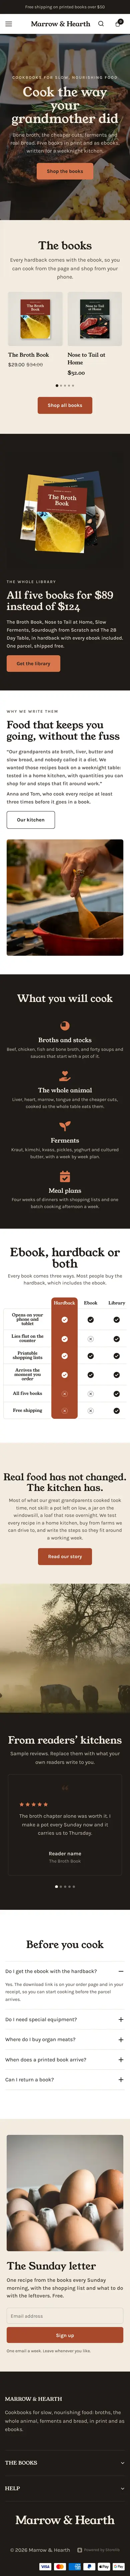 Free shipping on printed books over $50
Marrow & Hearth
0
COOKBOOKS FOR SLOW, NOURISHING FOOD
Cook the way
your
grandmother did
Bone broth, the cheaper cuts, ferments and
real bread. Five books in print and as ebooks,
written for a weeknight kitchen.
Shop the books
The books
Every hardback comes with the ebook, so you
can cook from the page and shop from your
phone.
The Broth Book
$29.00 $34.00
Nose to Tail at
Home
$32.00
Shop all books
The Broth
Book
THE WHOLE LIBRARY
All five books for $89
instead of $124
The Broth Book, Nose to Tail at Home, Slow
Ferments, Sourdough from Scratch and The 28
Day Table, in hardback with every ebook included.
One parcel, shipped free.
Get the library
WHY WE WRITE THEM
Food that keeps you
going, without the fuss
"Our grandparents ate broth, liver, butter and
slow bread, and nobody called it a diet. We
wanted those recipes back on a weeknight table:
tested in a home kitchen, with quantities you can
shop for and steps that fit around work."
Anna and Tom, who cook every recipe at least
three times before it goes in a book.
Our kitchen
What you will cook
Broths and stocks
Beef, chicken, fish and bone broth, and forty soups and
sauces that start with a pot of it.
The whole animal
Liver, heart, marrow, tongue and the cheaper cuts,
cooked so the whole table eats them.
Ferments
Kraut, kimchi, kvass, pickles, yoghurt and cultured
butter, with a week by week plan.
Meal plans
Four weeks of dinners with shopping lists and one
batch cooking afternoon a week.
Ebook, hardback or
both
Every book comes three ways. Most people buy the
hardback, which includes the ebook.
Hardback Ebook Library
Opens on your
phone and
tablet
Lies flat on the
counter
Printable
shopping lists
Arrives the
moment you
order
All five books
Free shipping
Real food has not changed.
The kitchen has.
Most of what our great grandparents cooked took
time, not skill: a pot left on low, a jar on the
counter, a loaf overnight. We test and write
every recipe in a home kitchen, buy from farms we
can drive to, and write the steps so they fit around
a working week.
Read our story
From readers’ kitchens
Sample reviews. Replace them with what your
own readers write to you.
The broth chapter alone was worth it. I
make a pot every Sunday now and it
carries us to Thursday.
Reader name
The Broth Book
Before you cook
Do I get the ebook with the hardback?
Yes. The download link is on your order page and in your
receipt, so you can start cooking before the parcel
arrives.
Do I need special equipment?
Where do I buy organ meats?
When does a printed book arrive?
Can I return a book?
The Sunday letter
One recipe from the books every Sunday
morning, with the shopping list and what to do
with the leftovers. Free.
Email address
Sign up
One email a week. Leave whenever you like.
MARROW & HEARTH
Cookbooks for slow, nourishing food: broths, the
whole animal, ferments and bread, in print and as
ebooks.
THE BOOKS
HELP
Marrow & Hearth
© 2026 Marrow & Hearth